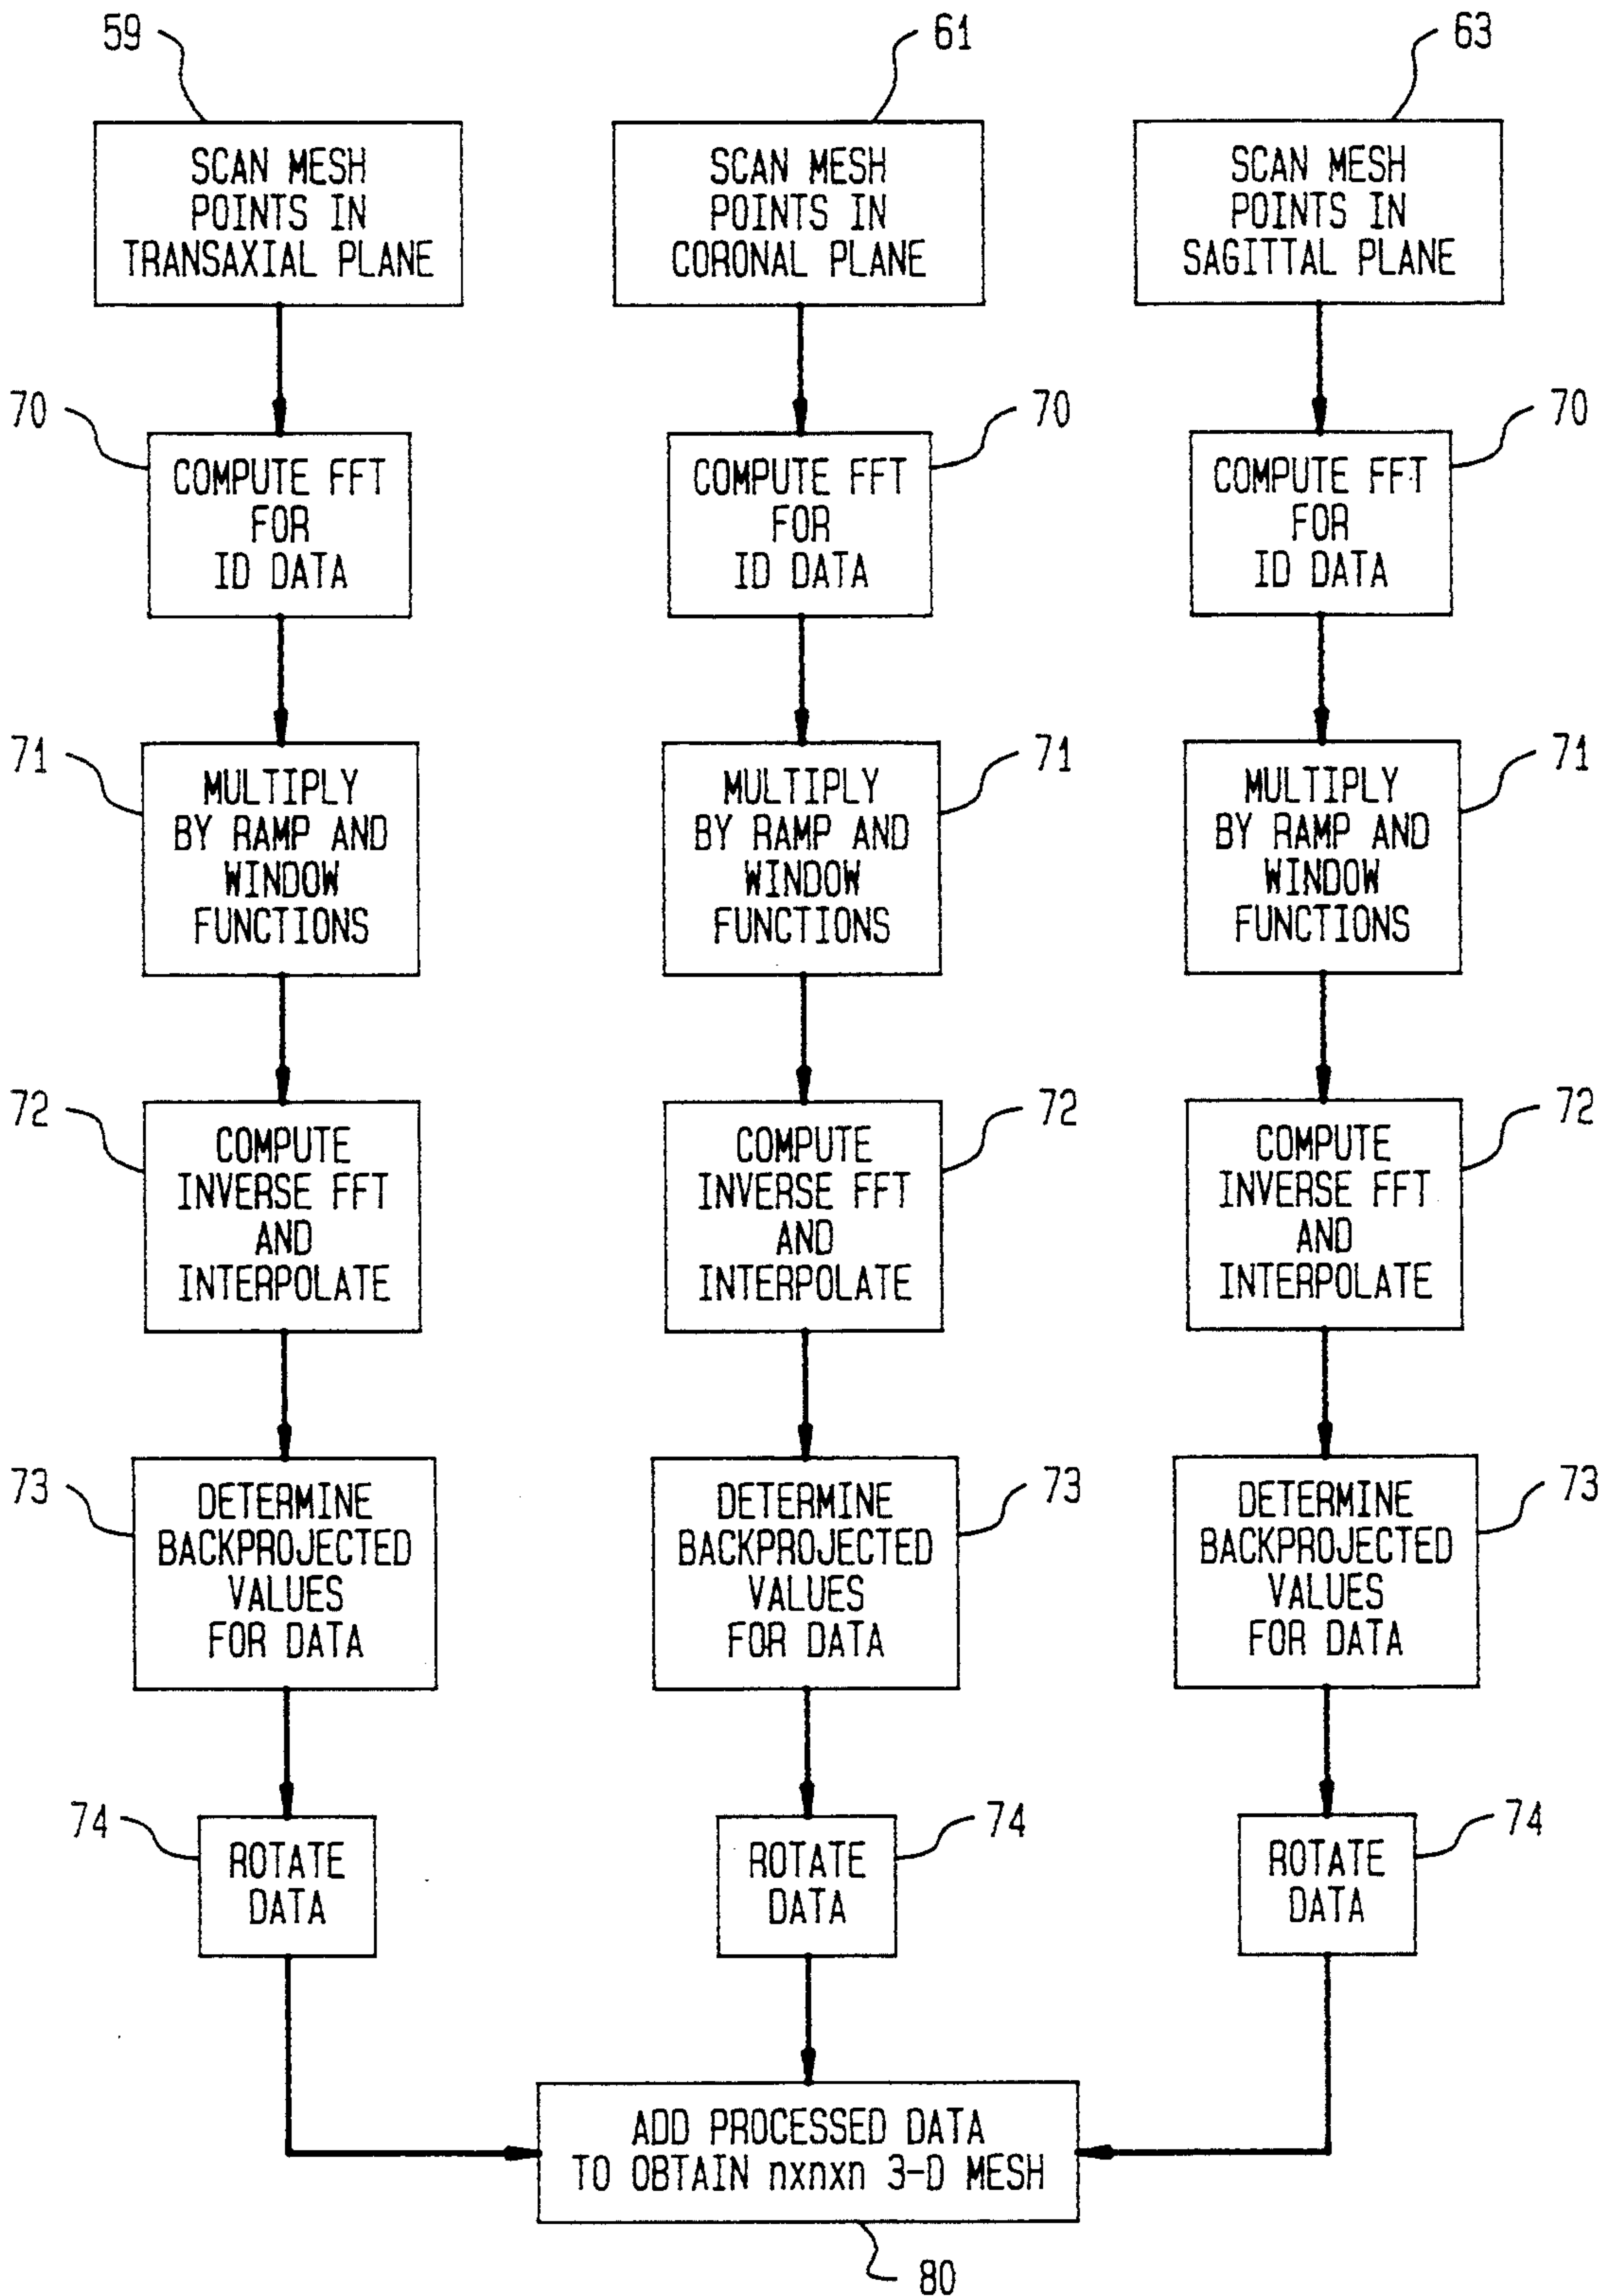 59
61
63
SCAN MESH
POINTS IN
TRANSAXIAL PLANE
SCAN MESH
POINTS IN
CORONAL PLANE
SCAN MESH
POINTS IN
SAGITTAL PLANE
70
COMPUTE FFT
FOR
ID DATA
70
COMPUTE FFT
FOR
ID DATA
70
COMPUTE FFT
FOR
ID DATA
71
MULTIPLY
BY RAMP AND
WINDOW
FUNCTIONS
71
MULTIPLY
BY RAMP AND
WINDOW
FUNCTIONS
71
MULTIPLY
BY RAMP AND
WINDOW
FUNCTIONS
72
COMPUTE
INVERSE FFT
AND
INTERPOLATE
72
COMPUTE
INVERSE FFT
AND
INTERPOLATE
72
COMPUTE
INVERSE FFT
AND
INTERPOLATE
73
DETERMINE
BACKPROJECTED
VALUES
FOR DATA
73
DETERMINE
BACKPROJECTED
VALUES
FOR DATA
73
DETERMINE
BACKPROJECTED
VALUES
FOR DATA
74
ROTATE
DATA
74
ROTATE
DATA
74
ROTATE
DATA
ADD PROCESSED DATA
TO OBTAIN nxnxn 3-D MESH
80